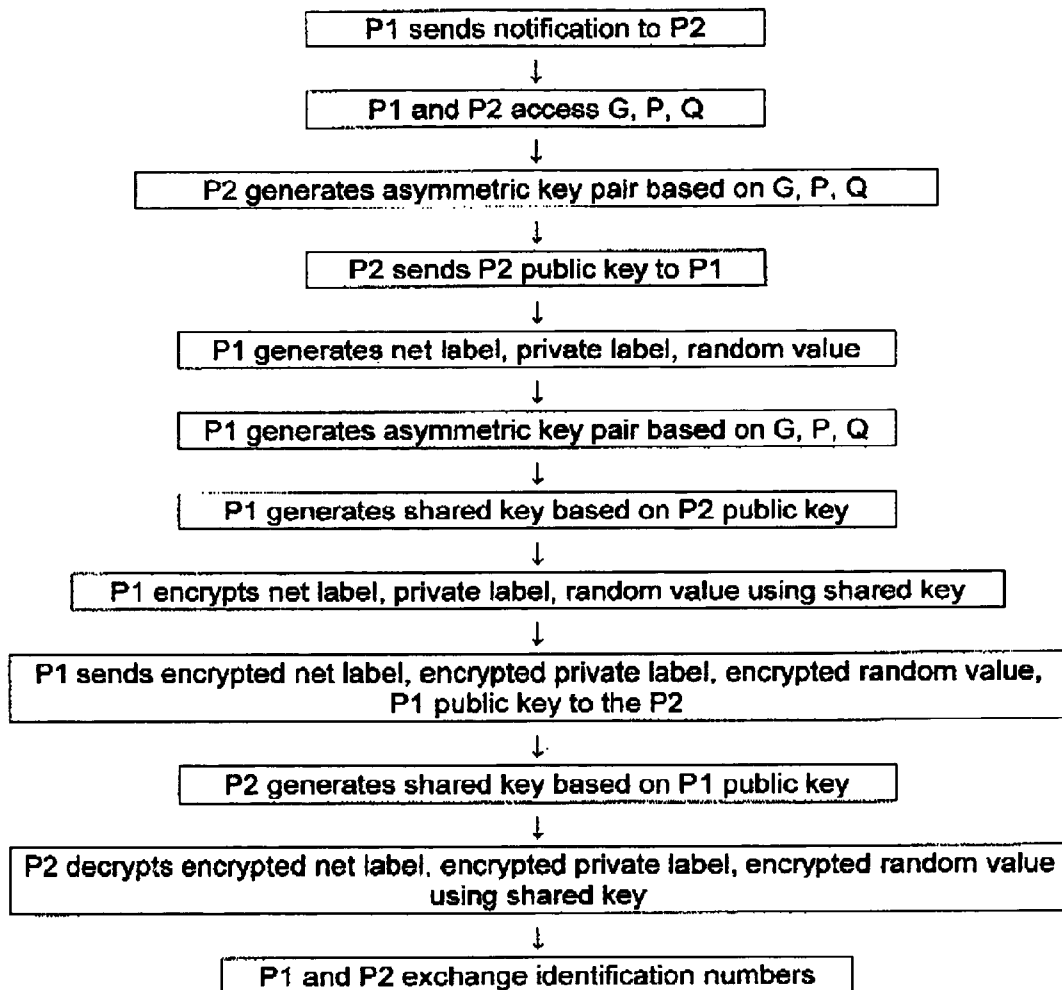 P1 sends notification to P2
↓
P1 and P2 access G, P, Q
↓
P2 generates asymmetric key pair based on G, P, Q
↓
P2 sends P2 public key to P1
↓
P1 generates net label, private label, random value
↓
P1 generates asymmetric key pair based on G, P, Q
↓
P1 generates shared key based on P2 public key
↓
P1 encrypts net label, private label, random value using shared key
↓
P1 sends encrypted net label, encrypted private label, encrypted random value,
P1 public key to the P2
↓
P2 generates shared key based on P1 public key
↓
P2 decrypts encrypted net label, encrypted private label, encrypted random value
using shared key
↓
P1 and P2 exchange identification numbers